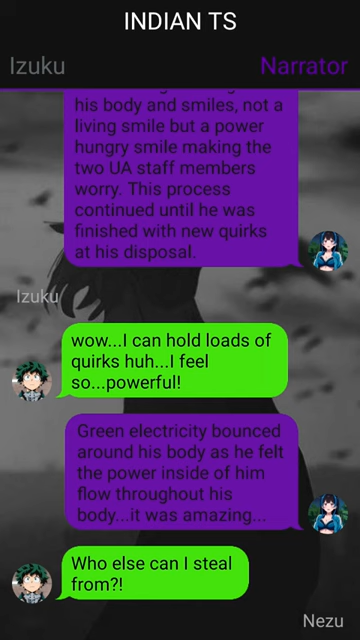 INDIAN TS
Izuku
Narrator
his body and smiles, not a
living smile but a power
hungry smile making the
two UA staff members
worry. This process
continued until he was
finished with new quirks
at his disposal.
Izuku
wow...I can hold loads of
quirks huh...I feel
so...powerful!
Green electricity bounced
around his body as he felt
the power inside of him
flow throughout his
body...it was amazing...
Who else can I steal
from?!
Nezu